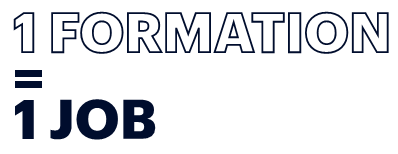 1 FORMATION
=
1 JOB